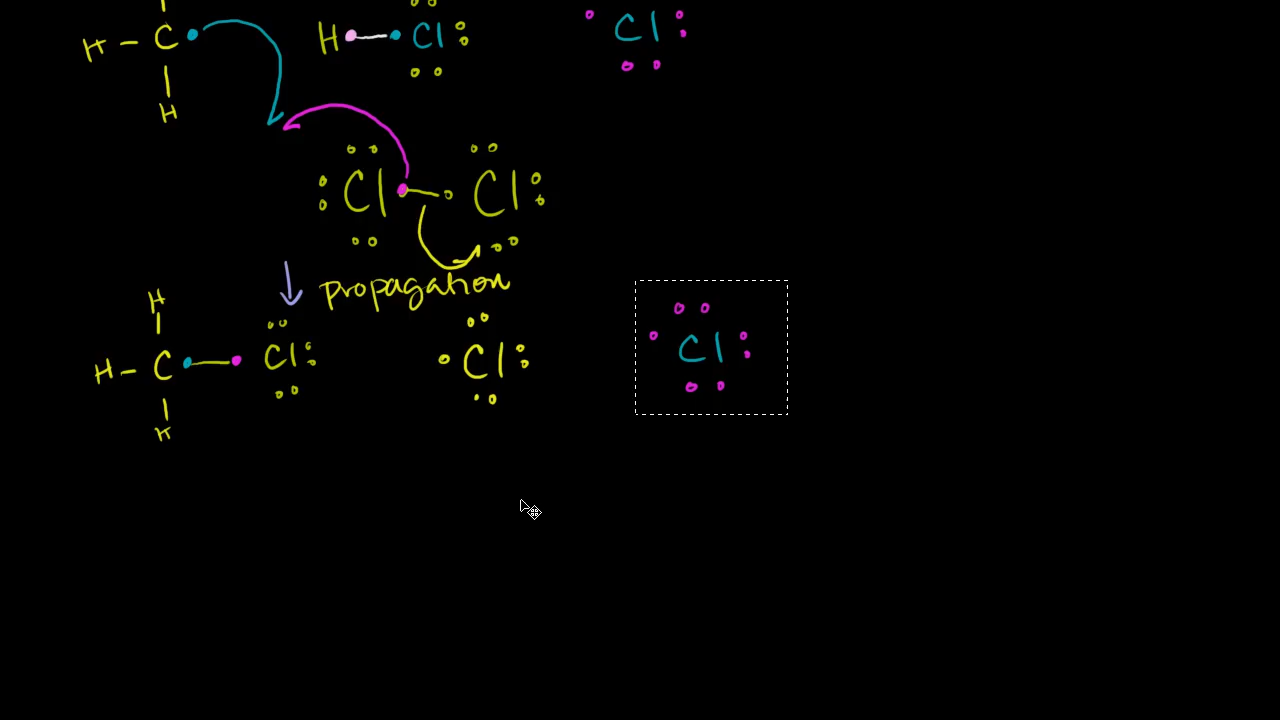 H – C H – Cl Cl
H
Cl – Cl
propagation
H
H – C – Cl Cl Cl
H